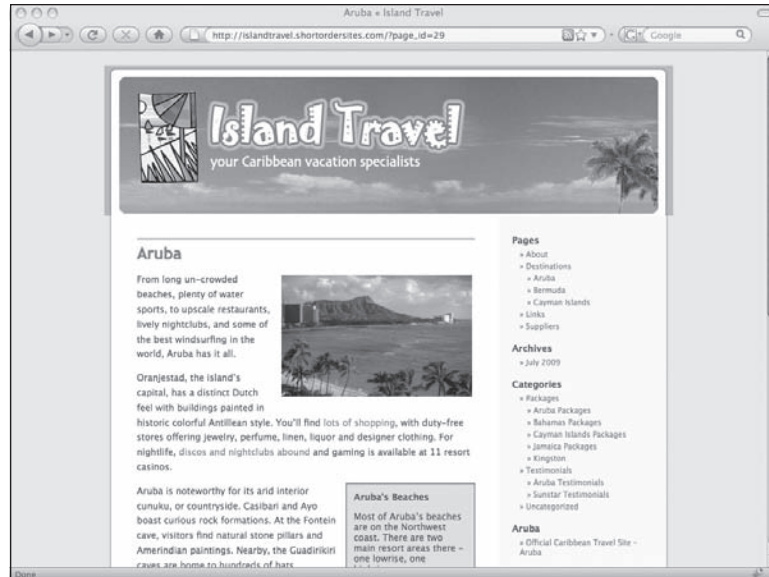 Aruba « Island Travel
http://islandtravel.shortordersites.com/?page_id=29
Google
Island Travel
your Caribbean vacation specialists
Aruba
From long un-crowded
beaches, plenty of water
sports, to upscale restaurants,
lively nightclubs, and some of
the best windsurfing in the
world, Aruba has it all.
Oranjestad, the island's
capital, has a distinct Dutch
feel with buildings painted in
historic colorful Antillean style. You'll find lots of shopping, with duty-free
stores offering jewelry, perfume, linen, liquor and designer clothing. For
nightlife, discos and nightclubs abound and gaming is available at 11 resort
casinos.
Aruba is noteworthy for its arid interior
cunuku, or countryside. Casibari and Ayo
boast curious rock formations. At the Fontein
cave, visitors find natural stone pillars and
Amerindian paintings. Nearby, the Guadirikiri
caves are home to hundreds of bats.
Aruba's Beaches
Most of Aruba's beaches
are on the Northwest
coast. There are two
main resort areas there –
one lowrise, one
Pages
» About
» Destinations
» Aruba
» Bermuda
» Cayman Islands
» Links
» Suppliers
Archives
» July 2009
Categories
» Packages
» Aruba Packages
» Bahamas Packages
» Cayman Islands Packages
» Jamaica Packages
» Kingston
» Testimonials
» Aruba Testimonials
» Sunstar Testimonials
» Uncategorized
Aruba
» Official Caribbean Travel Site –
Aruba
Done